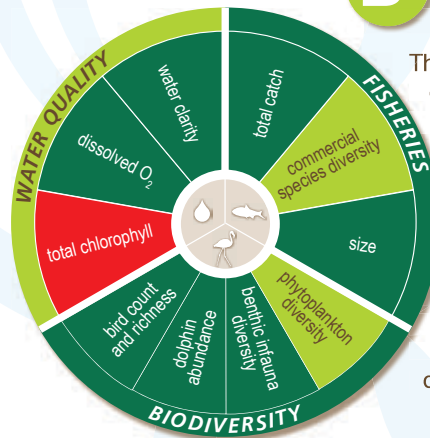 WATER QUALITY
water clarity
dissolved O2
total chlorophyll
FISHERIES
total catch
commercial
species diversity
size
BIODIVERSITY
phytoplankton
diversity
benthic infauna
diversity
dolphin
abundance
bird count
and richness
Th